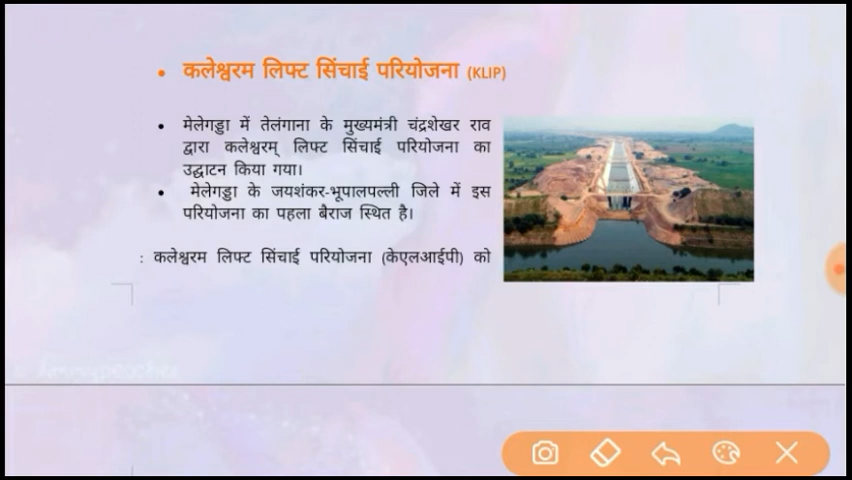 • कलेश्वरम लिफ्ट सिंचाई परियोजना (KLIP)
• मेलेगड्डा में तेलंगाना के मुख्यमंत्री चंद्रशेखर राव
द्वारा कलेश्वरम् लिफ्ट सिंचाई परियोजना का
उद्घाटन किया गया।
• मेलेगड्डा के जयशंकर-भूपालपल्ली जिले में इस
परियोजना का पहला बैराज स्थित है।
: कलेश्वरम लिफ्ट सिंचाई परियोजना (केएलआईपी) को